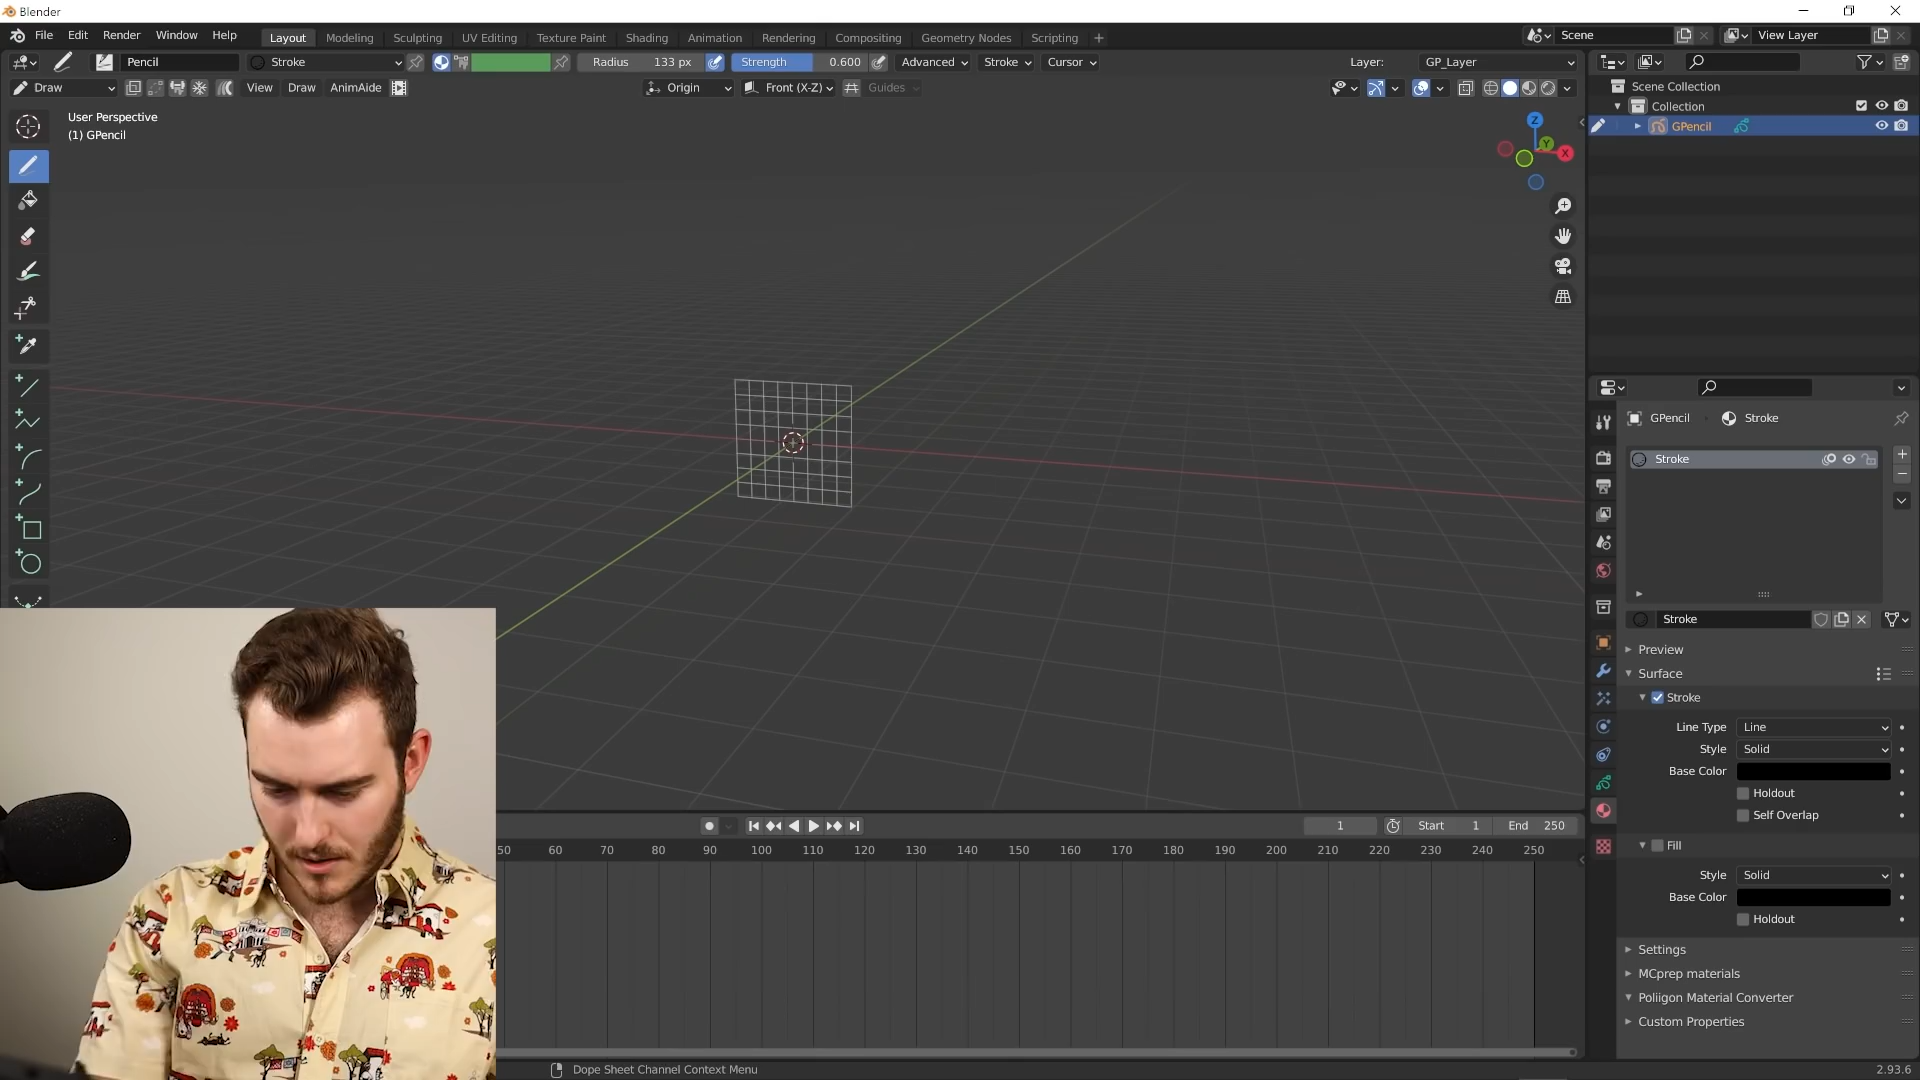 Blender
File Edit Render Window Help Layout Modeling Sculpting UV Editing Texture Paint Shading Animation Rendering Compositing Geometry Nodes Scripting + Scene View Layer
Pencil Stroke Radius 133 px Strength 0.600 Advanced Stroke Cursor Layer: GP_Layer
Draw View Draw AnimAide Origin Front (X-Z) Guides
Scene Collection
Collection
GPencil
User Perspective
(1) GPencil
Z
Y
X
GPencil Stroke
Stroke
Stroke
Preview
Surface
Stroke
Line Type Line
Style Solid
Base Color
Holdout
Self Overlap
Fill
Style Solid
Base Color
Holdout
Settings
MCprep materials
Poliigon Material Converter
Custom Properties
1 Start 1 End 250
50 60 70 80 90 100 110 120 130 140 150 160 170 180 190 200 210 220 230 240 250
Dope Sheet Channel Context Menu
2.93.6